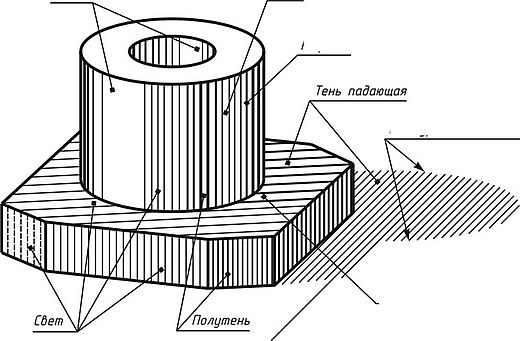 Тень падающая
Свет
Полутень